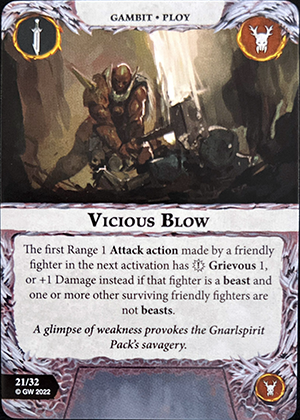 GAMBIT • PLOY
VICIOUS BLOW
The first Range 1 Attack action made by a friendly
fighter in the next activation has Grievous 1,
or +1 Damage instead if that fighter is a beast and
one or more other surviving friendly fighters are
not beasts.
A glimpse of weakness provokes the Gnarlspirit
Pack's savagery.
21/32
© GW 2022